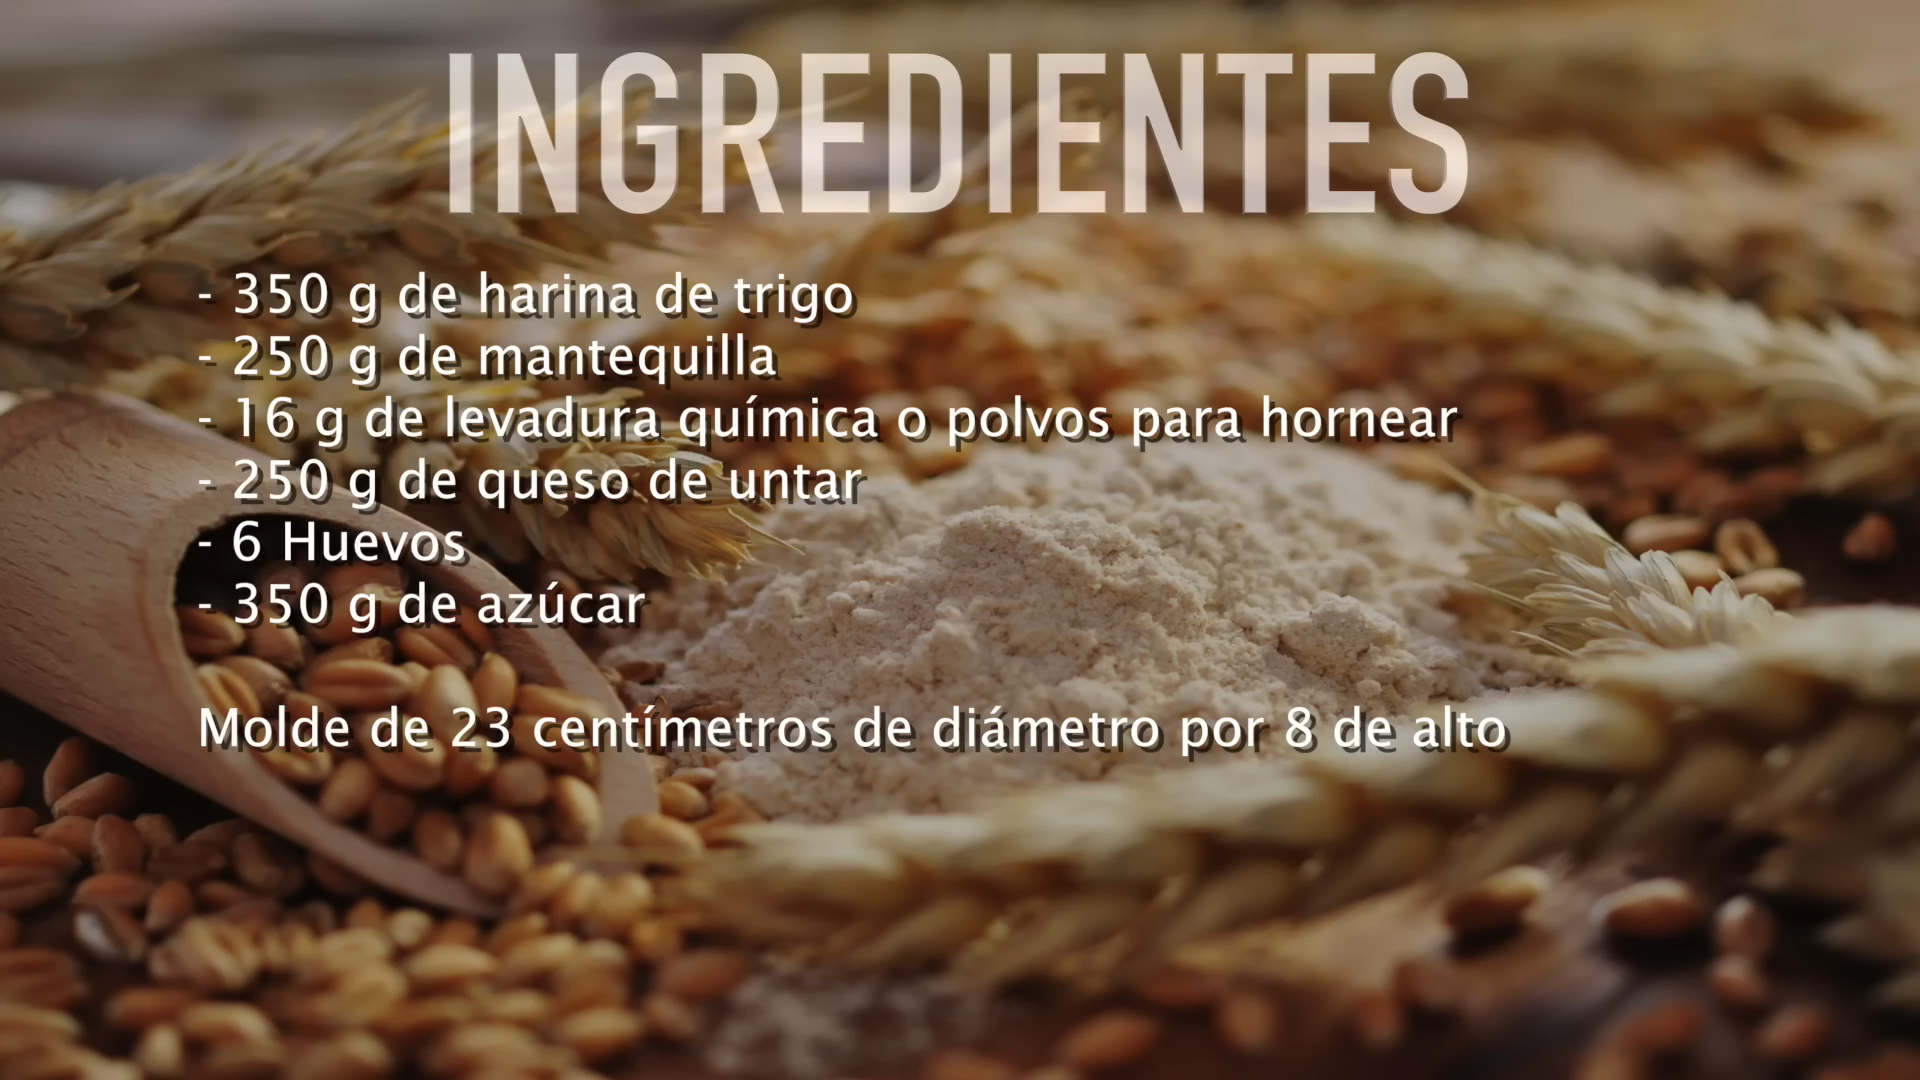 INGREDIENTES
- 350 g de harina de trigo
- 250 g de mantequilla
- 16 g de levadura química o polvos para hornear
- 250 g de queso de untar
- 6 Huevos
- 350 g de azúcar
Molde de 23 centímetros de diámetro por 8 de alto